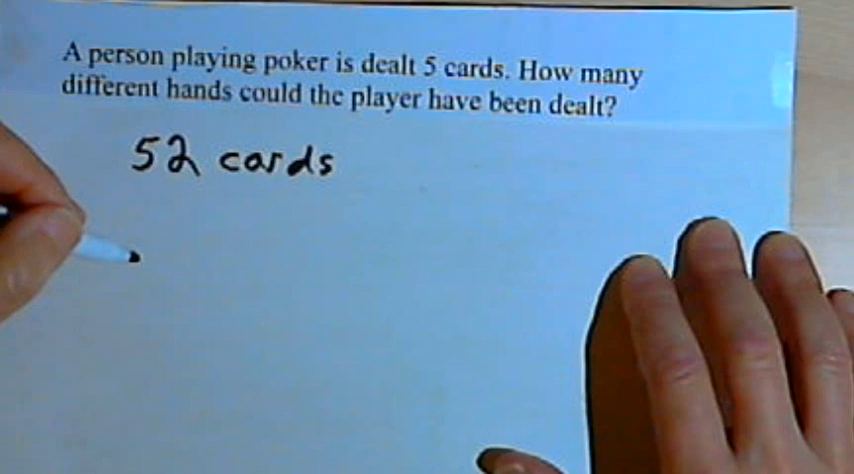 A person playing poker is dealt 5 cards. How many
different hands could the player have been dealt?
52 cards